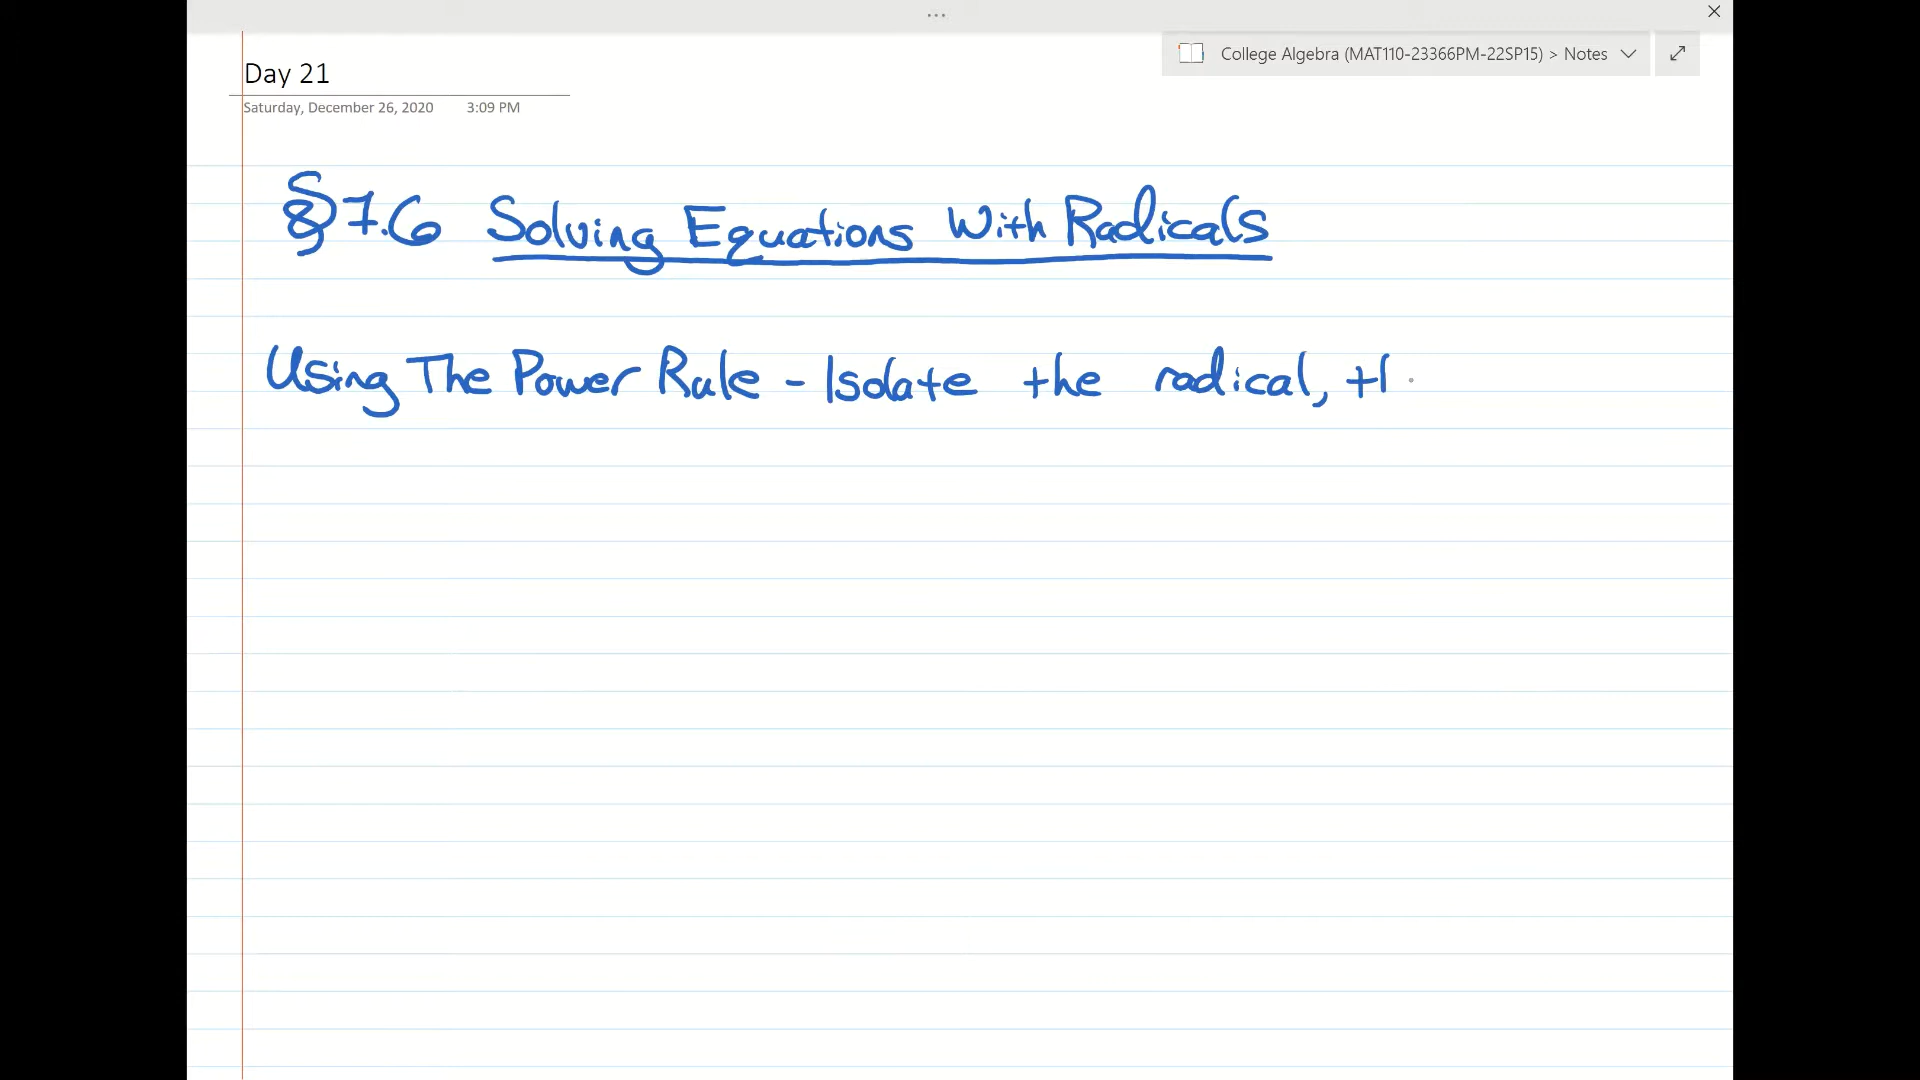 ...
College Algebra (MAT110-23366PM-22SP15) > Notes
Day 21
Saturday, December 26, 2020 3:09 PM
§7.6 Solving Equations With Radicals
Using The Power Rule - Isolate the radical, th